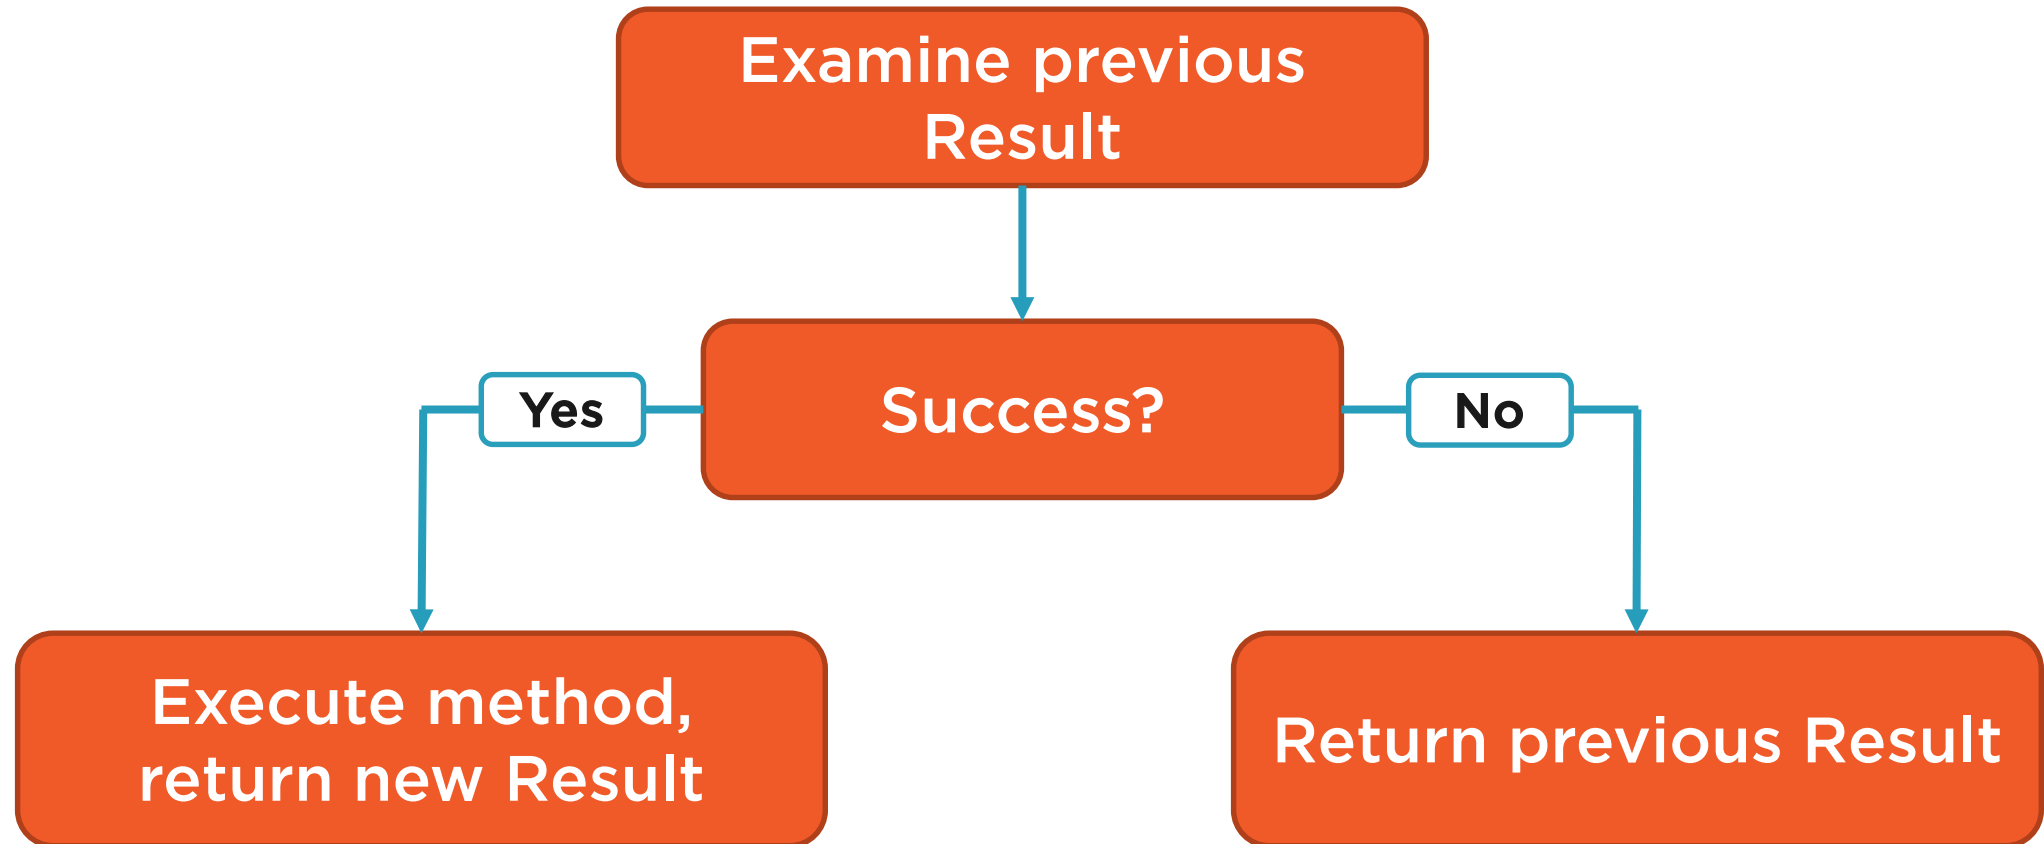 Examine previous
Result
Yes
Success?
No
Execute method,
return new Result
Return previous Result